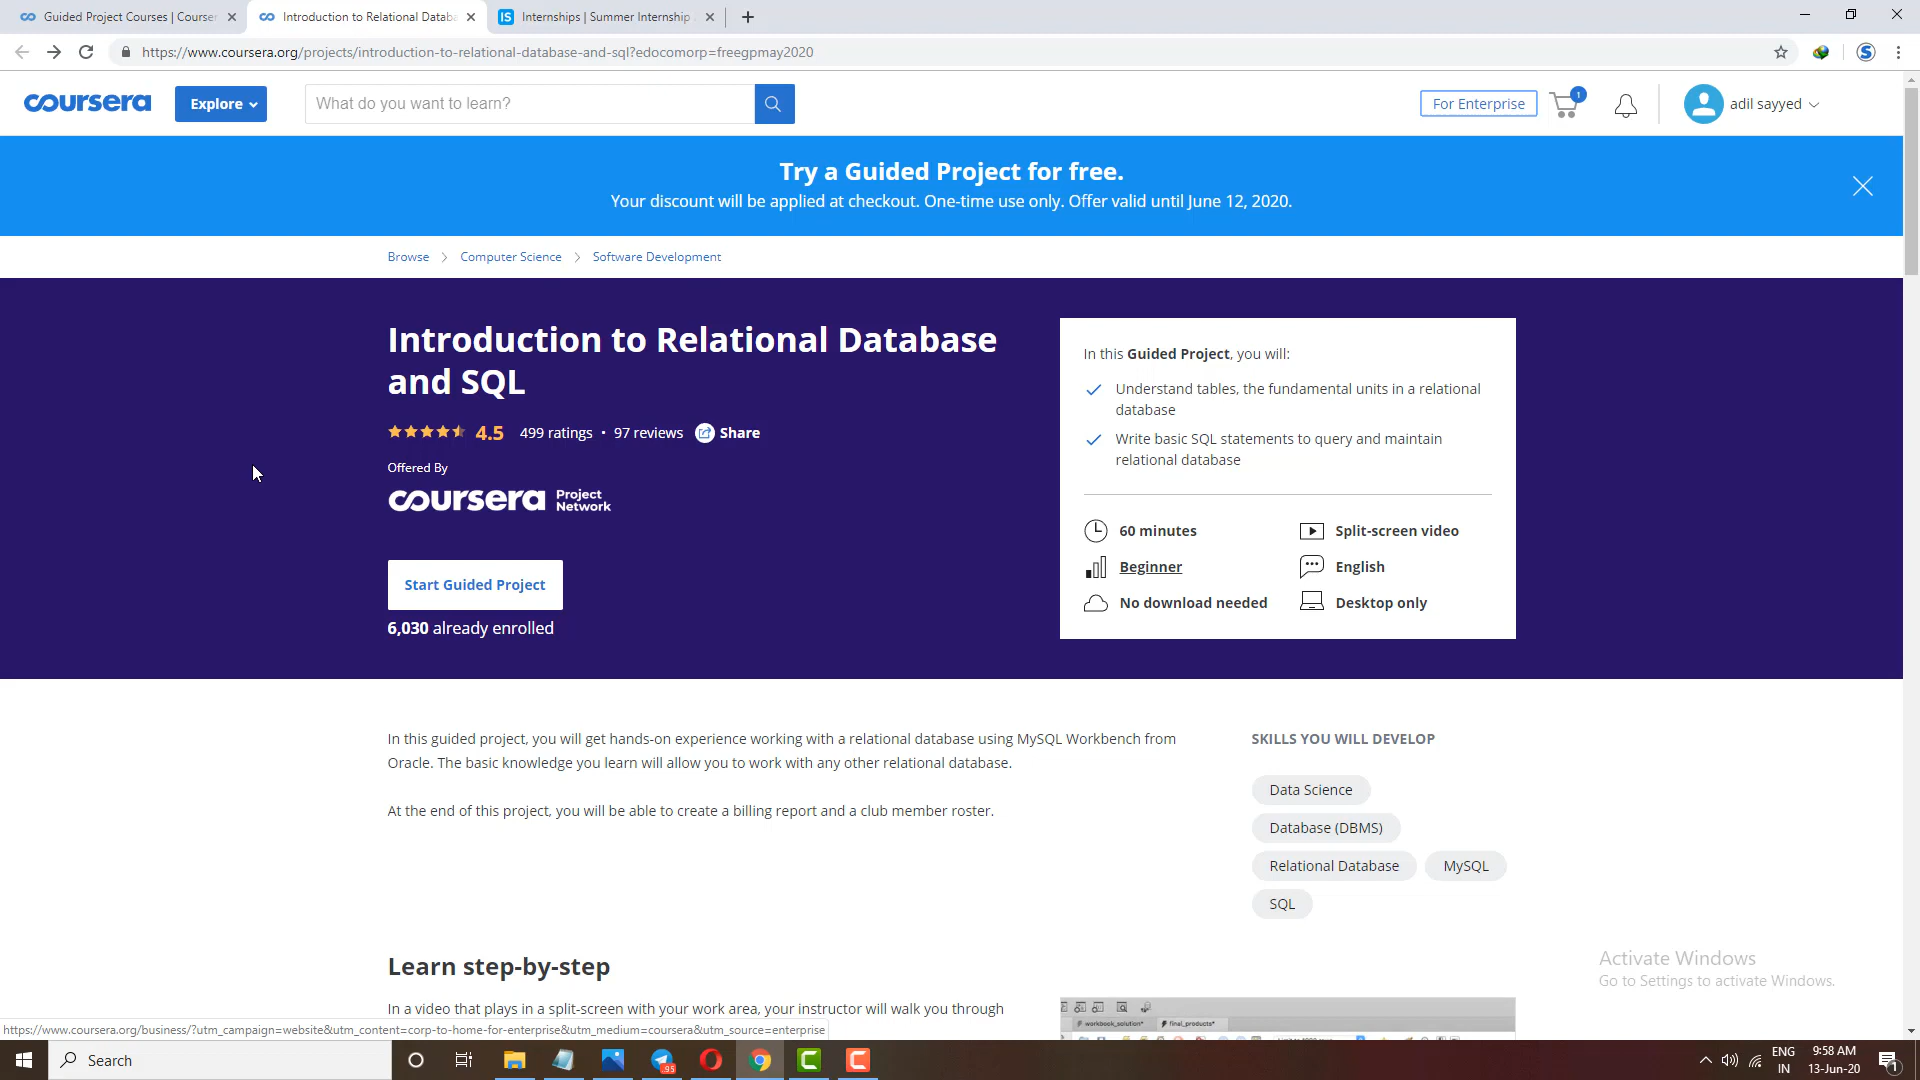 Guided Project Courses | Courser
Introduction to Relational Databa
Internships | Summer Internship
https://www.coursera.org/projects/introduction-to-relational-database-and-sql?edocomorp=freegpmay2020
coursera
Explore
What do you want to learn?
For Enterprise
1
adil sayyed
Try a Guided Project for free.
Your discount will be applied at checkout. One-time use only. Offer valid until June 12, 2020.
Browse
Computer Science
Software Development
Introduction to Relational Database
and SQL
4.5
499 ratings • 97 reviews
Share
Offered By
coursera Project
Network
Start Guided Project
6,030 already enrolled
In this Guided Project, you will:
Understand tables, the fundamental units in a relational
database
Write basic SQL statements to query and maintain
relational database
60 minutes
Split-screen video
Beginner
English
No download needed
Desktop only
In this guided project, you will get hands-on experience working with a relational database using MySQL Workbench from
Oracle. The basic knowledge you learn will allow you to work with any other relational database.
At the end of this project, you will be able to create a billing report and a club member roster.
SKILLS YOU WILL DEVELOP
Data Science
Database (DBMS)
Relational Database
MySQL
SQL
Learn step-by-step
In a video that plays in a split-screen with your work area, your instructor will walk you through
workbook_solution*
final_products*
Activate Windows
Go to Settings to activate Windows.
https://www.coursera.org/business/?utm_campaign=website&utm_content=corp-to-home-for-enterprise&utm_medium=coursera&utm_source=enterprise
Search
95
ENG
IN
9:58 AM
13-Jun-20
1